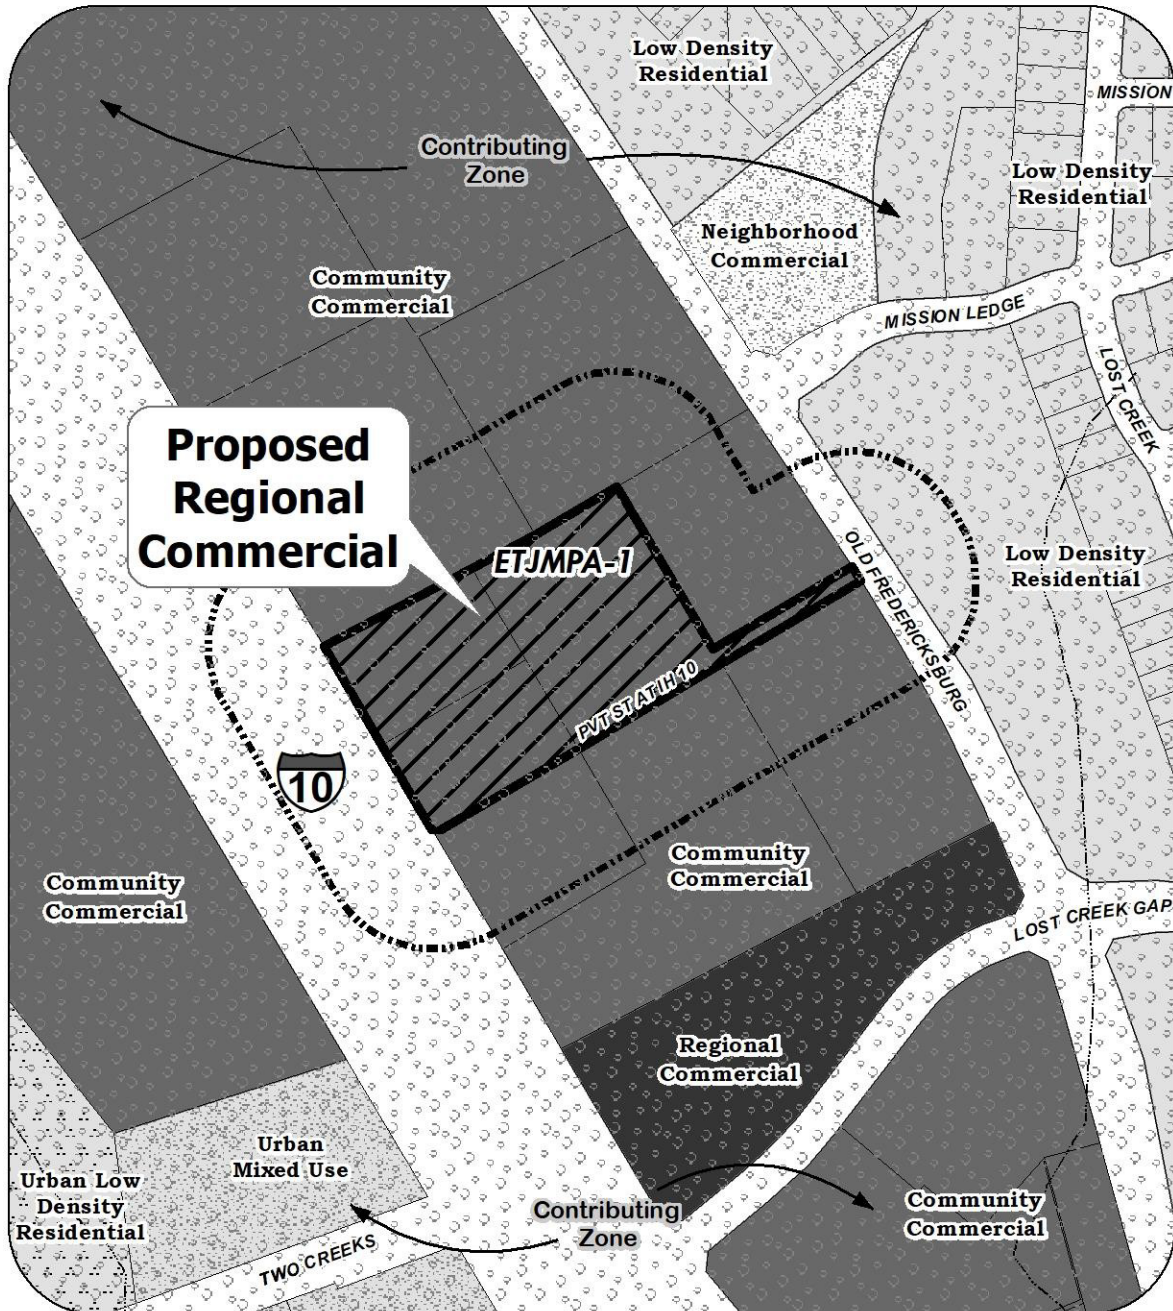 Low Density
Residential
MISSION
Contributing
Zone
Low Density
Residential
Neighborhood
Commercial
Community
Commercial
MISSION LEDGE
LOST CREEK
Proposed
Regional
Commercial
ETJMPA-1
OLD FREDERICKSBURG
Low Density
Residential
PVT ST AT IH 10
10
Community
Commercial
Community
Commercial
LOST CREEK GAP
Regional
Commercial
Urban
Mixed Use
Urban Low
Density
Residential
Contributing
Zone
Community
Commercial
TWO CREEKS